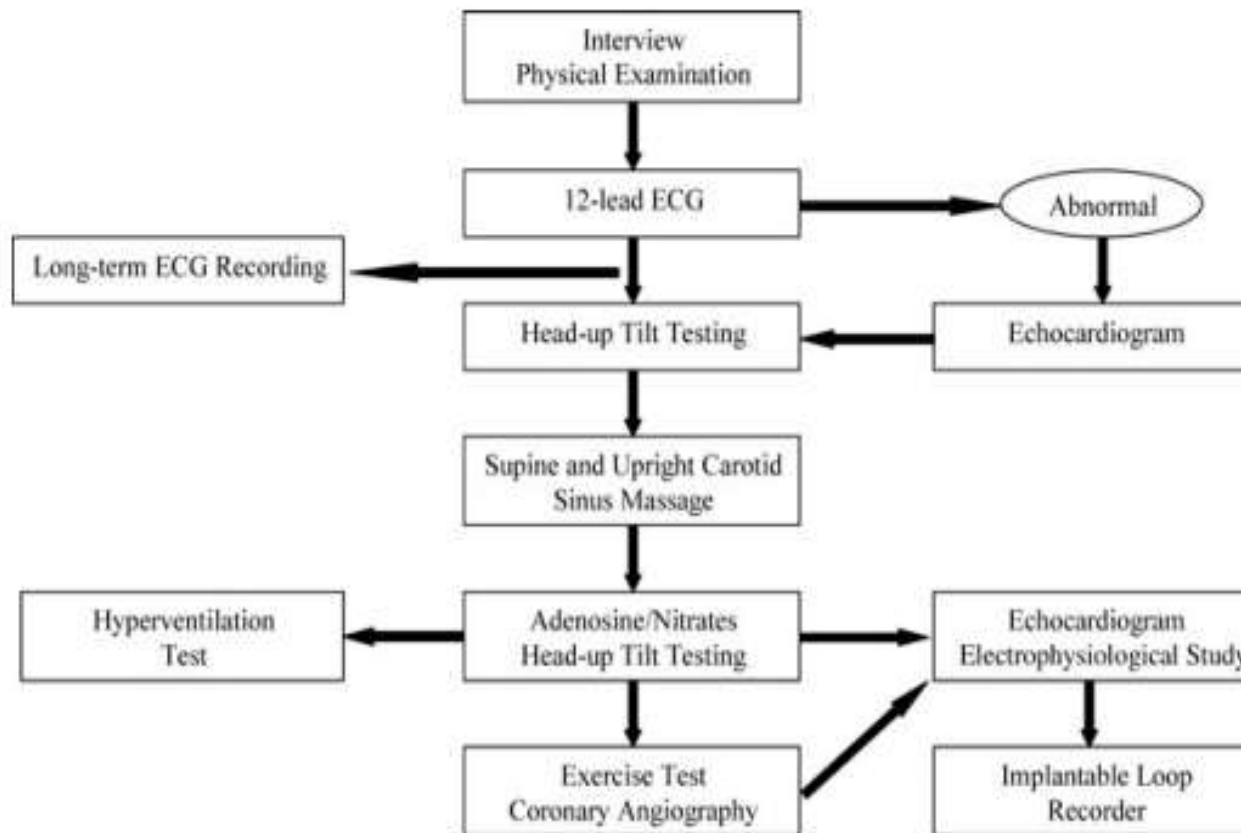 Interview
Physical Examination
12-lead ECG
Abnormal
Long-term ECG Recording
Head-up Tilt Testing
Echocardiogram
Supine and Upright Carotid
Sinus Massage
Hyperventilation
Test
Adenosine/Nitrates
Head-up Tilt Testing
Echocardiogram
Electrophysiological Study
Exercise Test
Coronary Angiography
Implantable Loop
Recorder